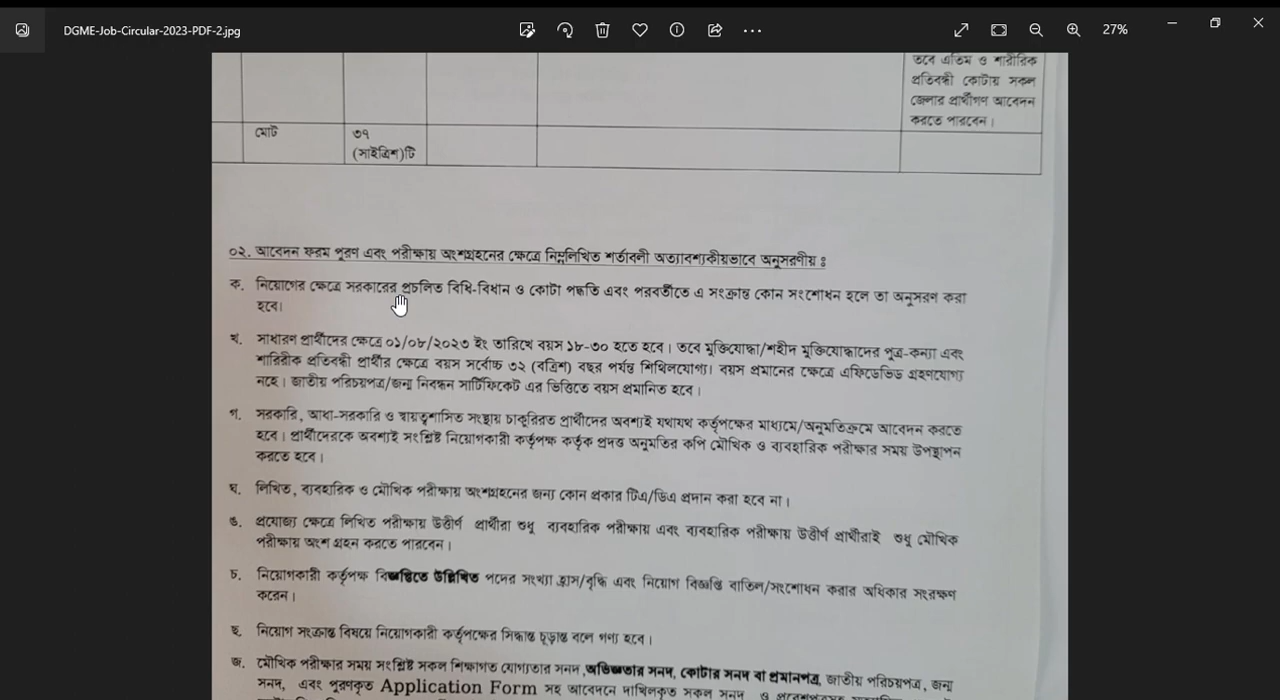 DGME-Job-Circular-2023-PDF-2.jpg
27%
তবে এতিম ও শারীরিক
প্রতিবন্ধী কোটায় সকল
জেলার প্রার্থীগণ আবেদন
করতে পারবেন।
মোট
৩৭
(সাইত্রিশ)টি
০২. আবেদন ফরম পুরণ এবং পরীক্ষায় অংশগ্রহনের ক্ষেত্রে নিম্নলিখিত শর্তাবলী অত্যাবশ্যকীয়ভাবে অনুসরণীয় ঃ
ক. নিয়োগের ক্ষেত্রে সরকারের প্রচলিত বিধি-বিধান ও কোটা পদ্ধতি এবং পরবর্তীতে এ সংক্রান্ত কোন সংশোধন হলে তা অনুসরণ করা
হবে।
খ. সাধারণ প্রার্থীদের ক্ষেত্রে ০১/০৮/২০২৩ ইং তারিখে বয়স ১৮-৩০ হতে হবে। তবে মুক্তিযোদ্ধা/শহীদ মুক্তিযোদ্ধাদের পুত্র-কন্যা এবং
শারিরীক প্রতিবন্ধী প্রার্থীর ক্ষেত্রে বয়স সর্বোচ্চ ৩২ (বত্রিশ) বছর পর্যন্ত শিথিলযোগ্য। বয়স প্রমানের ক্ষেত্রে এফিডেভিড গ্রহণযোগ্য
নহে। জাতীয় পরিচয়পত্র/জন্ম নিবন্ধন সার্টিফিকেট এর ভিত্তিতে বয়স প্রমানিত হবে।
গ. সরকারি, আধা-সরকারি ও স্বায়ত্বশাসিত সংস্থায় চাকুরিরত প্রার্থীদের অবশ্যই যথাযথ কর্তৃপক্ষের মাধ্যমে/অনুমতিক্রমে আবেদন করতে
হবে। প্রার্থীদেরকে অবশ্যই সংশ্লিষ্ট নিয়োগকারী কর্তৃপক্ষ কর্তৃক প্রদত্ত অনুমতির কপি মৌখিক ও ব্যবহারিক পরীক্ষার সময় উপস্থাপন
করতে হবে।
ঘ. লিখিত, ব্যবহারিক ও মৌখিক পরীক্ষায় অংশগ্রহনের জন্য কোন প্রকার টিএ/ডিএ প্রদান করা হবে না।
ঙ. প্রযোজ্য ক্ষেত্রে লিখিত পরীক্ষায় উত্তীর্ণ প্রার্থীরা শুধু ব্যবহারিক পরীক্ষায় এবং ব্যবহারিক পরীক্ষায় উত্তীর্ণ প্রার্থীরাই শুধু মৌখিক
পরীক্ষায় অংশ গ্রহন করতে পারবেন।
চ. নিয়োগকারী কর্তৃপক্ষ বিজ্ঞপ্তিতে উল্লিখিত পদের সংখ্যা হ্রাস/বৃদ্ধি এবং নিয়োগ বিজ্ঞপ্তি বাতিল/সংশোধন করার অধিকার সংরক্ষণ
করেন।
ছ. নিয়োগ সংক্রান্ত বিষয়ে নিয়োগকারী কর্তৃপক্ষের সিদ্ধান্ত চূড়ান্ত বলে গণ্য হবে।
জ. মৌখিক পরীক্ষার সময় সংশ্লিষ্ট সকল শিক্ষাগত যোগ্যতার সনদ,অভিজ্ঞতার সনদ, কোটার সনদ বা প্রমানপত্র, জাতীয় পরিচয়পত্র, জন্ম
সনদ, এবং পুরণকৃত Application Form সহ আবেদনে দাখিলকৃত সকল সনদ ও